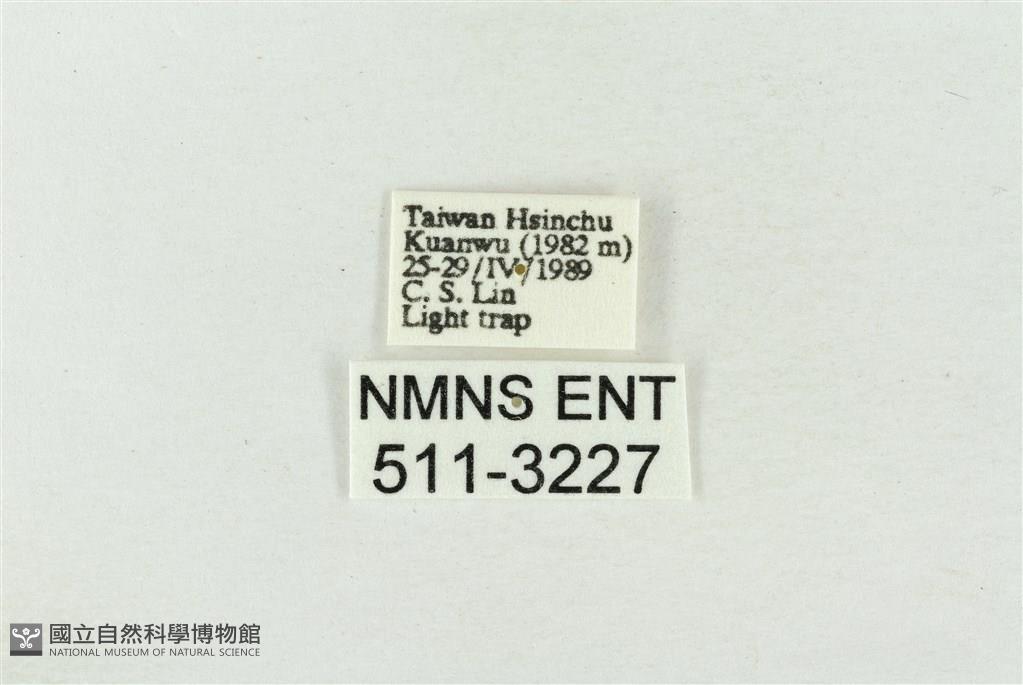 Taiwan Hsinchu
Kuanwu (1982 m)
25-29/IV/1989
C. S. Lin
Light trap
NMNS ENT
511-3227
國立自然科學博物館
NATIONAL MUSEUM OF NATURAL SCIENCE